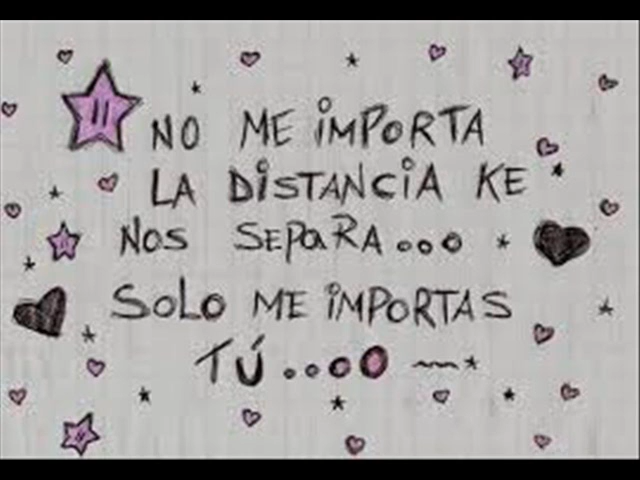 NO ME iMPORTA
LA DiSTANCiA KE
NOS SEPaRA...
SOLO ME iMPORTAS
TÚ....